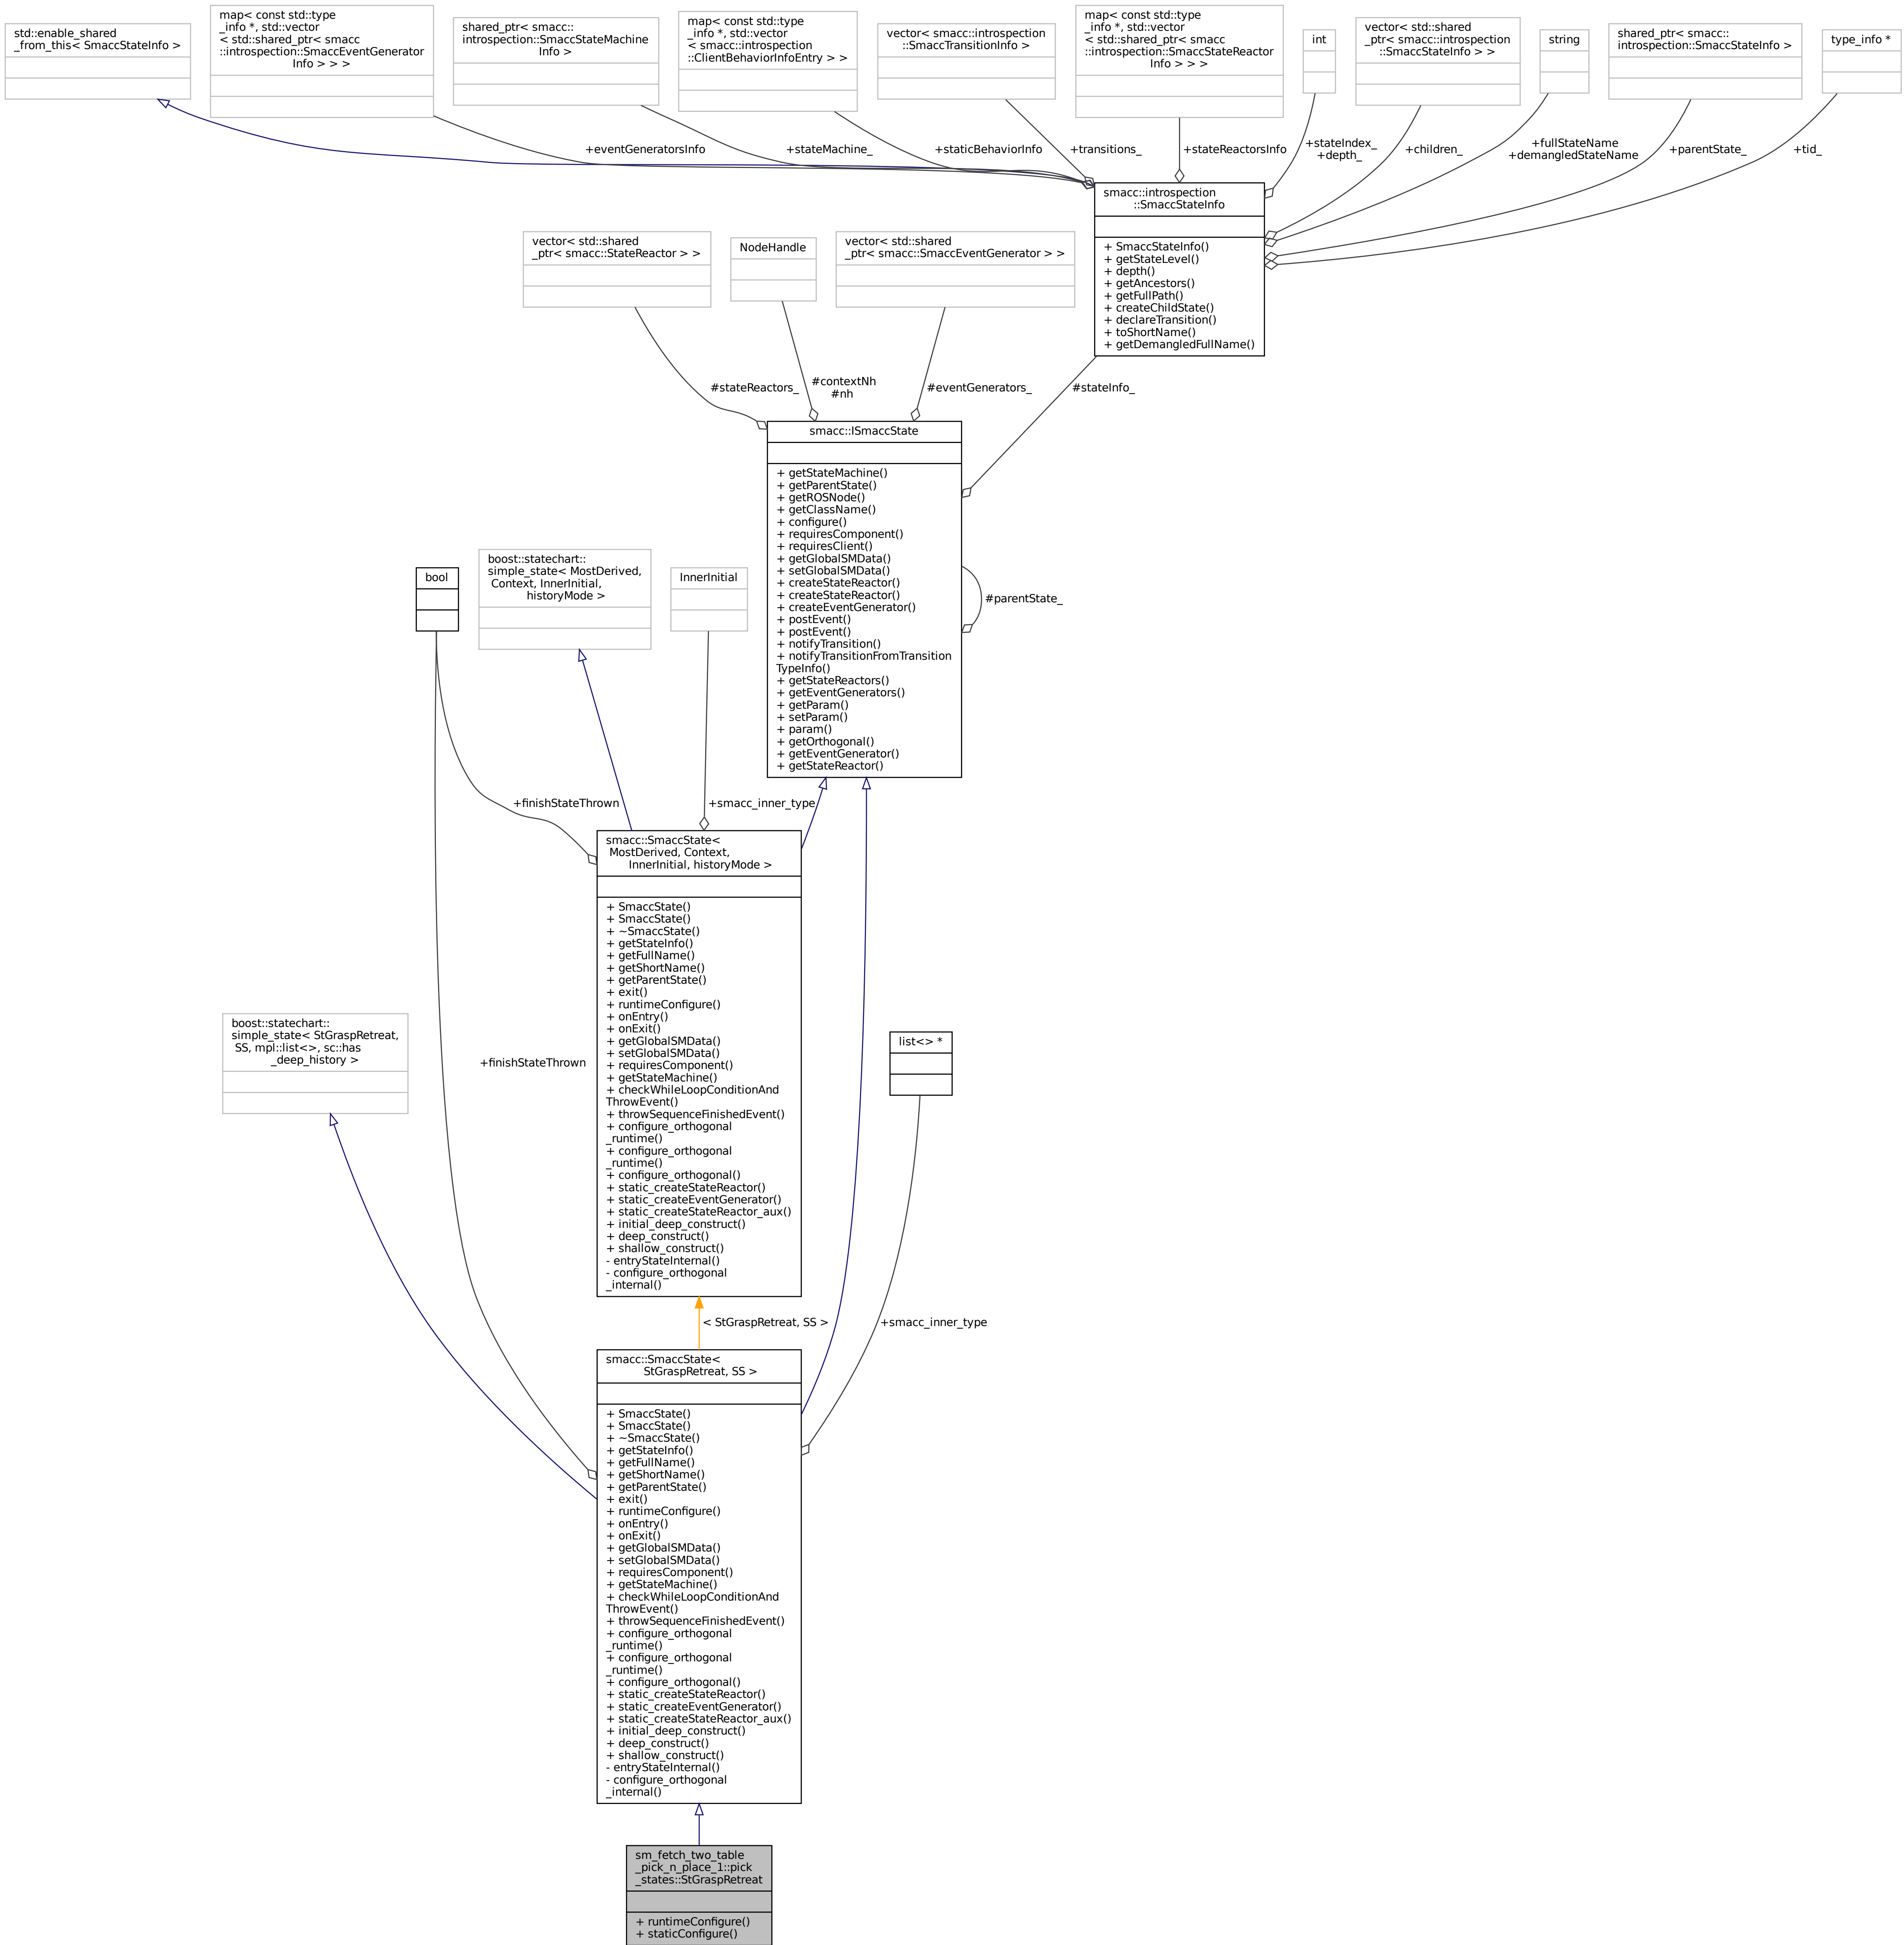 std::enable_shared
_from_this< SmaccStateInfo >
map< const std::type
_info *, std::vector
< std::shared_ptr< smacc
::introspection::SmaccEventGenerator
Info > > >
shared_ptr< smacc::
introspection::SmaccStateMachine
Info >
map< const std::type
_info *, std::vector
< smacc::introspection
::ClientBehaviorInfoEntry > >
vector< smacc::introspection
::SmaccTransitionInfo >
map< const std::type
_info *, std::vector
< std::shared_ptr< smacc
::introspection::SmaccStateReactor
Info > > >
int
vector< std::shared
_ptr< smacc::introspection
::SmaccStateInfo > >
string
shared_ptr< smacc::
introspection::SmaccStateInfo >
type_info *
+eventGeneratorsInfo
+stateMachine_
+staticBehaviorInfo
+transitions_
+stateReactorsInfo
+stateIndex_
+depth_
+children_
+fullStateName
+demangledStateName
+parentState_
+tid_
smacc::introspection
::SmaccStateInfo
+ SmaccStateInfo()
+ getStateLevel()
+ depth()
+ getAncestors()
+ getFullPath()
+ createChildState()
+ declareTransition()
+ toShortName()
+ getDemangledFullName()
vector< std::shared
_ptr< smacc::StateReactor > >
NodeHandle
vector< std::shared
_ptr< smacc::SmaccEventGenerator > >
#stateReactors_
#contextNh
#nh
#eventGenerators_
#stateInfo_
smacc::ISmaccState
+ getStateMachine()
+ getParentState()
+ getROSNode()
+ getClassName()
+ configure()
+ requiresComponent()
+ requiresClient()
+ getGlobalSMData()
+ setGlobalSMData()
+ createStateReactor()
+ createStateReactor()
+ createEventGenerator()
+ postEvent()
+ postEvent()
+ notifyTransition()
+ notifyTransitionFromTransition
TypeInfo()
+ getStateReactors()
+ getEventGenerators()
+ getParam()
+ setParam()
+ param()
+ getOrthogonal()
+ getEventGenerator()
+ getStateReactor()
#parentState_
bool
boost::statechart::
simple_state< MostDerived,
Context, InnerInitial,
historyMode >
InnerInitial
+finishStateThrown
+smacc_inner_type
smacc::SmaccState<
MostDerived, Context,
InnerInitial, historyMode >
+ SmaccState()
+ SmaccState()
+ ~SmaccState()
+ getStateInfo()
+ getFullName()
+ getShortName()
+ getParentState()
+ exit()
+ runtimeConfigure()
+ onEntry()
+ onExit()
+ getGlobalSMData()
+ setGlobalSMData()
+ requiresComponent()
+ getStateMachine()
+ checkWhileLoopConditionAnd
ThrowEvent()
+ throwSequenceFinishedEvent()
+ configure_orthogonal
_runtime()
+ configure_orthogonal
_runtime()
+ configure_orthogonal()
+ static_createStateReactor()
+ static_createEventGenerator()
+ static_createStateReactor_aux()
+ initial_deep_construct()
+ deep_construct()
+ shallow_construct()
- entryStateInternal()
- configure_orthogonal
_internal()
boost::statechart::
simple_state< StGraspRetreat,
SS, mpl::list<>, sc::has
_deep_history >
+finishStateThrown
list<> *
< StGraspRetreat, SS >
+smacc_inner_type
smacc::SmaccState<
StGraspRetreat, SS >
+ SmaccState()
+ SmaccState()
+ ~SmaccState()
+ getStateInfo()
+ getFullName()
+ getShortName()
+ getParentState()
+ exit()
+ runtimeConfigure()
+ onEntry()
+ onExit()
+ getGlobalSMData()
+ setGlobalSMData()
+ requiresComponent()
+ getStateMachine()
+ checkWhileLoopConditionAnd
ThrowEvent()
+ throwSequenceFinishedEvent()
+ configure_orthogonal
_runtime()
+ configure_orthogonal
_runtime()
+ configure_orthogonal()
+ static_createStateReactor()
+ static_createEventGenerator()
+ static_createStateReactor_aux()
+ initial_deep_construct()
+ deep_construct()
+ shallow_construct()
- entryStateInternal()
- configure_orthogonal
_internal()
sm_fetch_two_table
_pick_n_place_1::pick
_states::StGraspRetreat
+ runtimeConfigure()
+ staticConfigure()